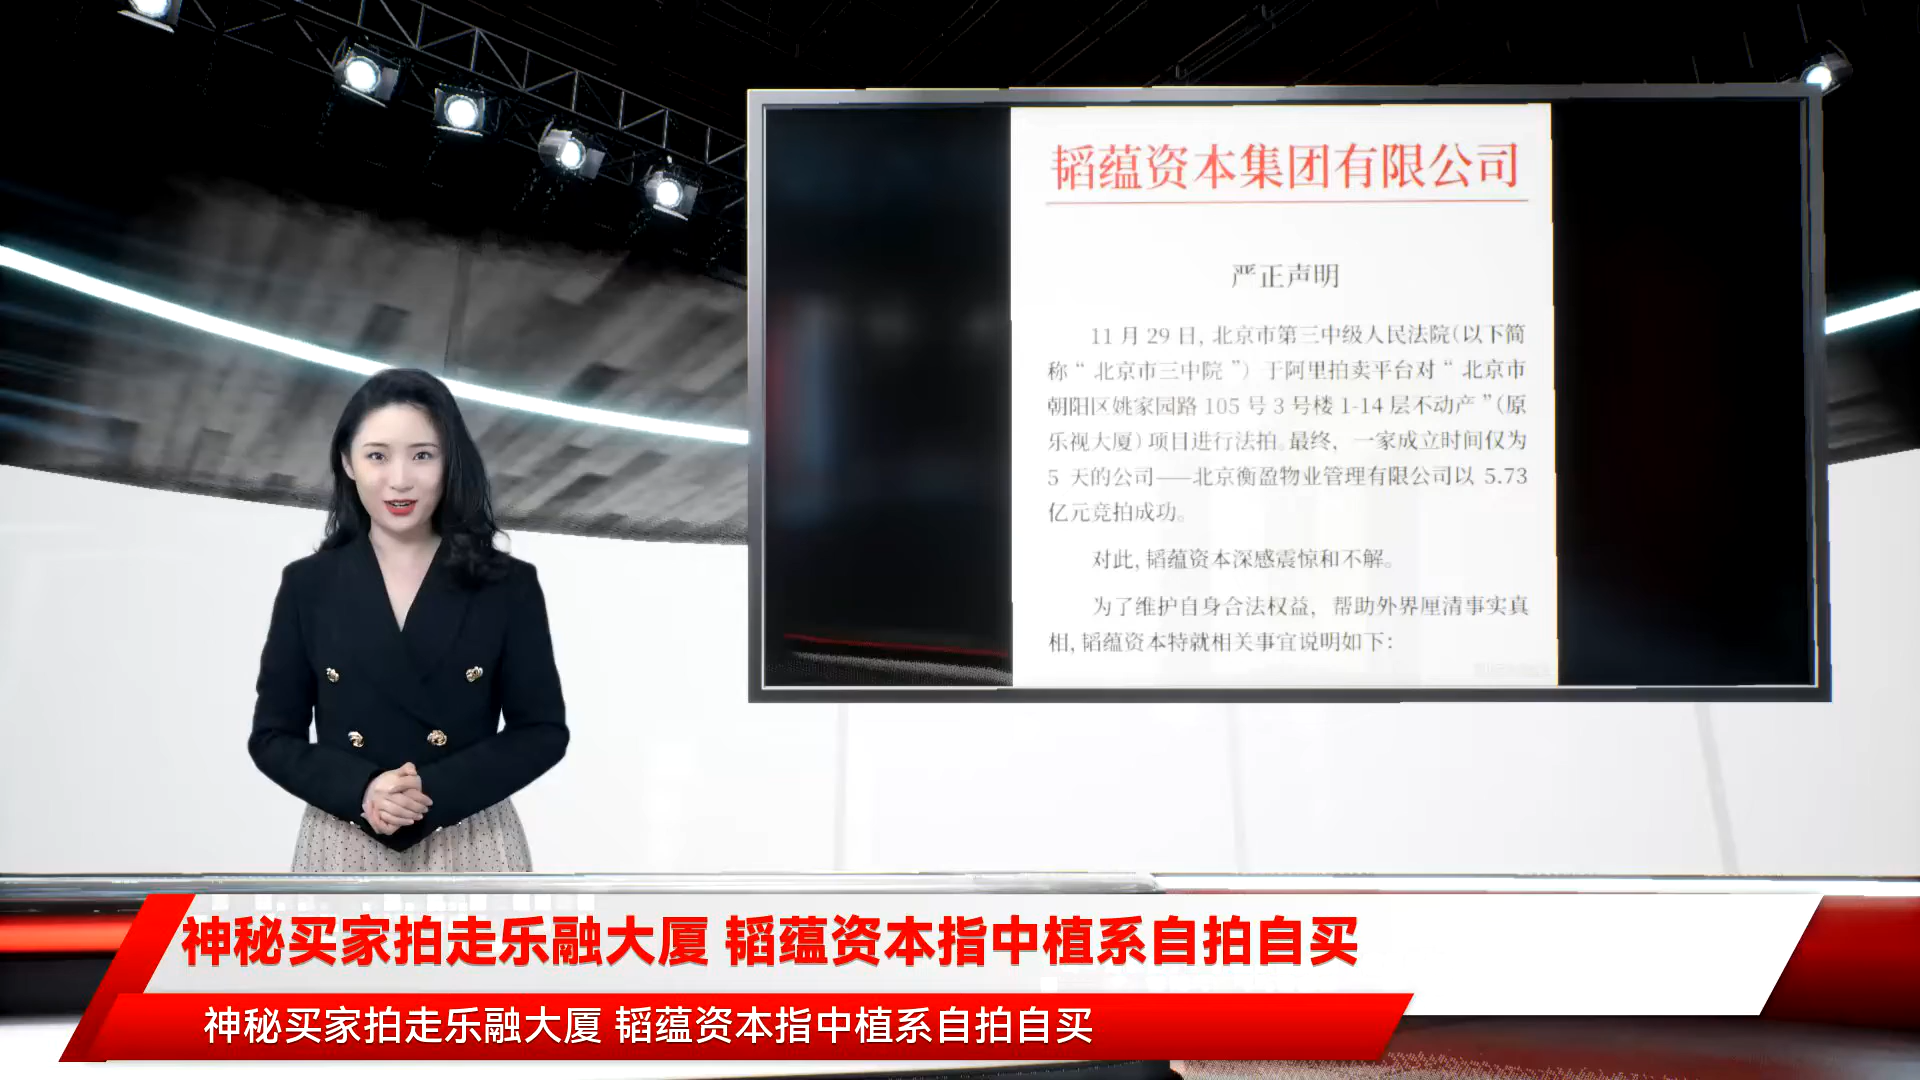 韬蕴资本集团有限公司
严正声明
11 月 29 日, 北京市第三中级人民法院(以下简
称“ 北京市三中院 ”) 于阿里拍卖平台对“ 北京市
朝阳区姚家园路 105 号 3 号楼 1-14 层不动产 ”(原
乐视大厦) 项目进行法拍。最终, 一家成立时间仅为
5 天的公司——北京衡盈物业管理有限公司以 5.73
亿元竞拍成功。
对此, 韬蕴资本深感震惊和不解。
为了维护自身合法权益, 帮助外界厘清事实真
相, 韬蕴资本特就相关事宜说明如下:
神秘买家拍走乐融大厦 韬蕴资本指中植系自拍自买
神秘买家拍走乐融大厦 韬蕴资本指中植系自拍自买